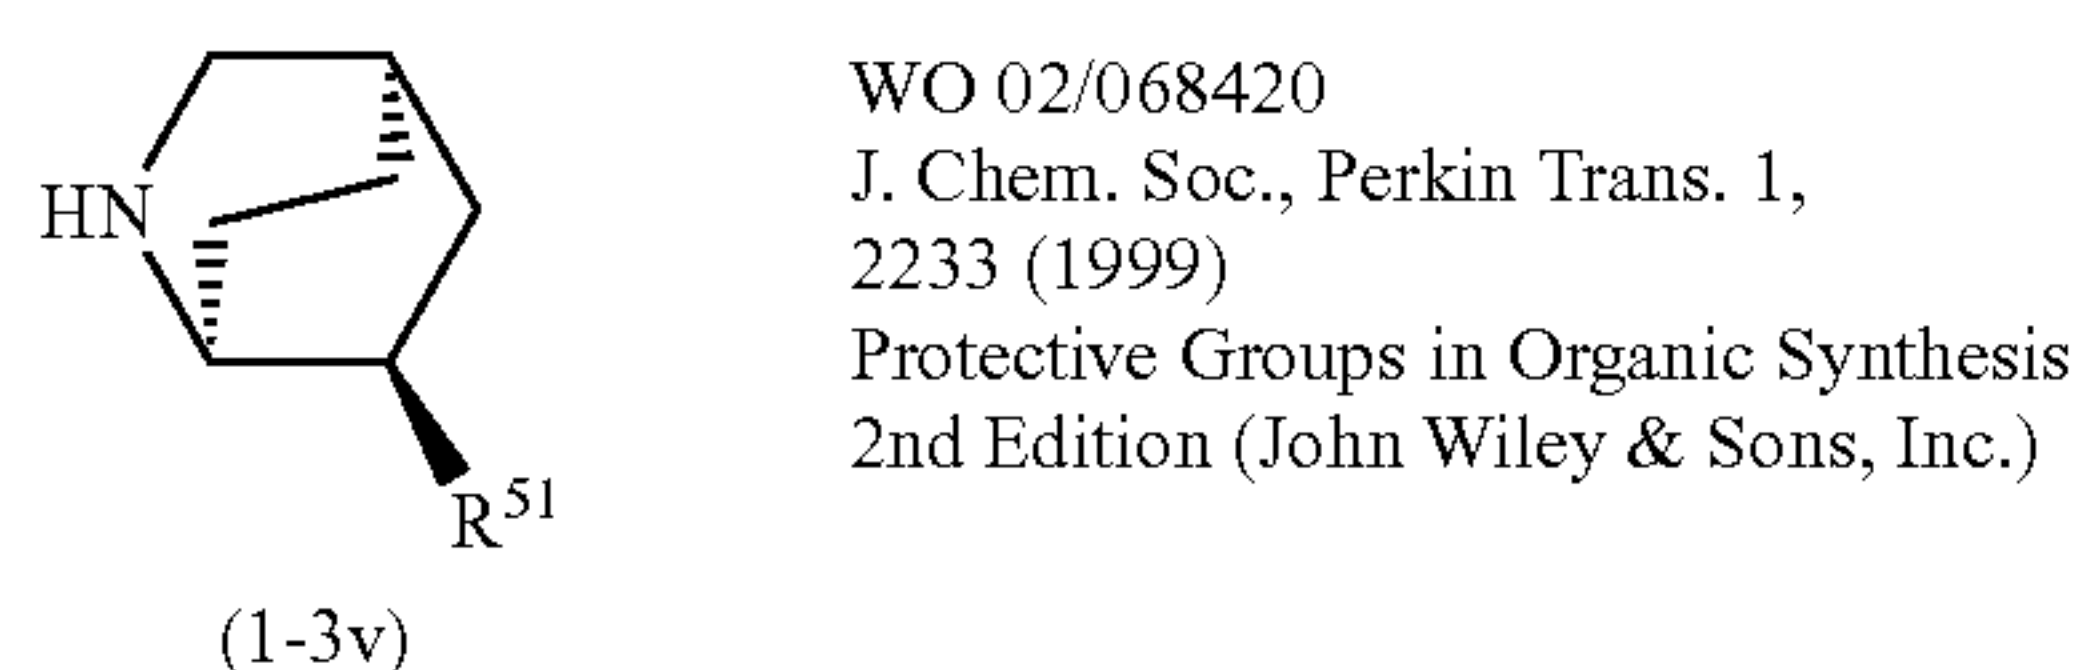 WO 02/068420
J. Chem. Soc., Perkin Trans. 1,
2233 (1999)
Protective Groups in Organic Synthesis
2nd Edition (John Wiley & Sons, Inc.)
HN
R⁵¹
(1-3v)